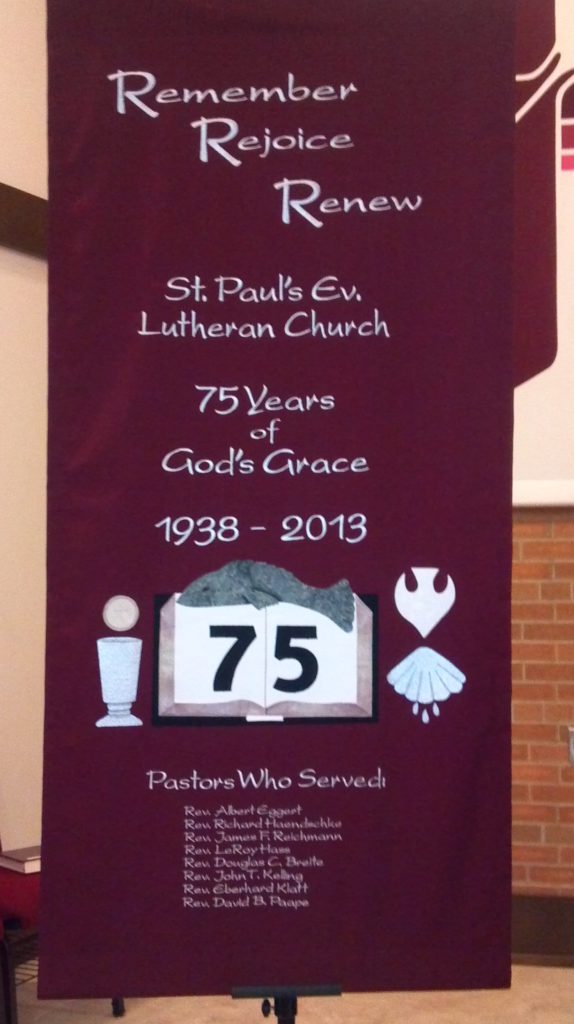 Remember
Rejoice
Renew
St. Paul's Ev.
Lutheran Church
75 Years
of
God's Grace
1938 - 2013
75
Pastors Who Served:
Rev. Albert Eggert
Rev. Richard Haendschke
Rev. James F. Reichmann
Rev. LeRoy Hass
Rev. Douglas C. Breite
Rev. John T. Kelling
Rev. Eberhard Klatt
Rev. David B. Paape